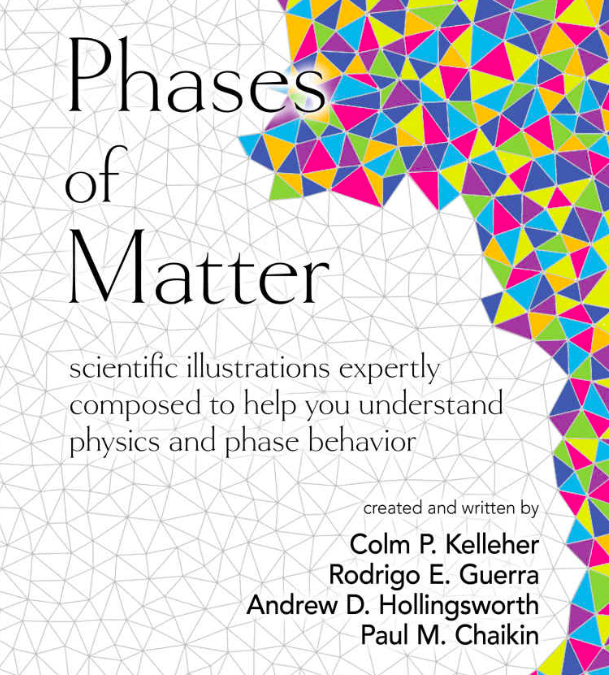 Phases
of
Matter
scientific illustrations expertly
composed to help you understand
physics and phase behavior
created and written by
Colm P. Kelleher
Rodrigo E. Guerra
Andrew D. Hollingsworth
Paul M. Chaikin